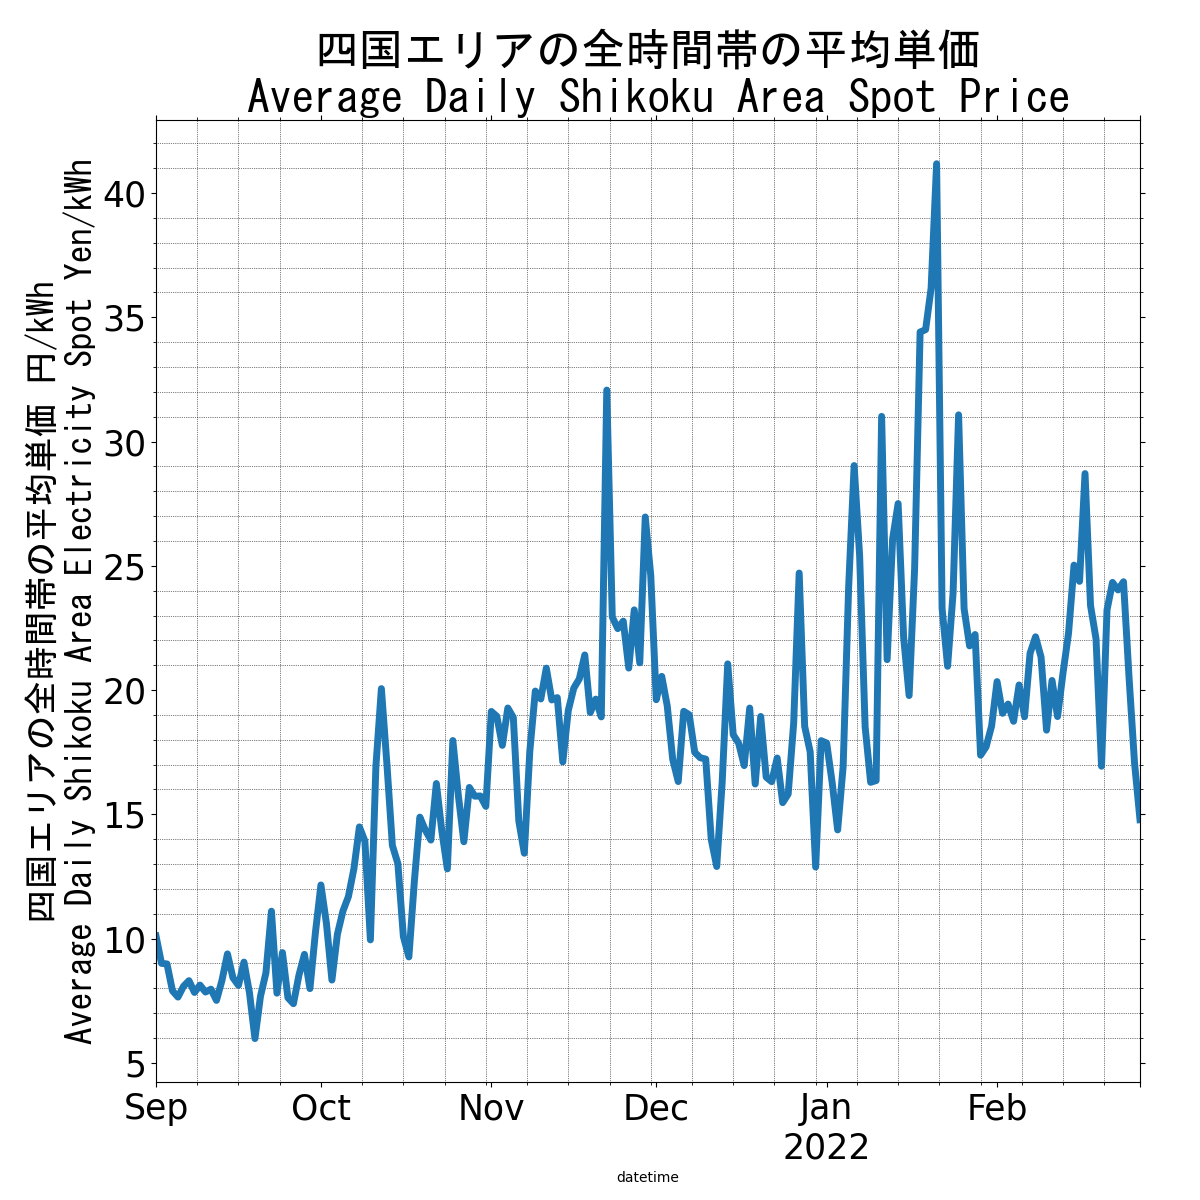 四国エリアの全時間帯の平均単価
Average Daily Shikoku Area Spot Price
四国エリアの全時間帯の平均単価 円/kWh
Average Daily Shikoku Area Electricity Spot Yen/kWh
40
35
30
25
20
15
10
5
Sep
Oct
Nov
Dec
Jan
2022
Feb
datetime